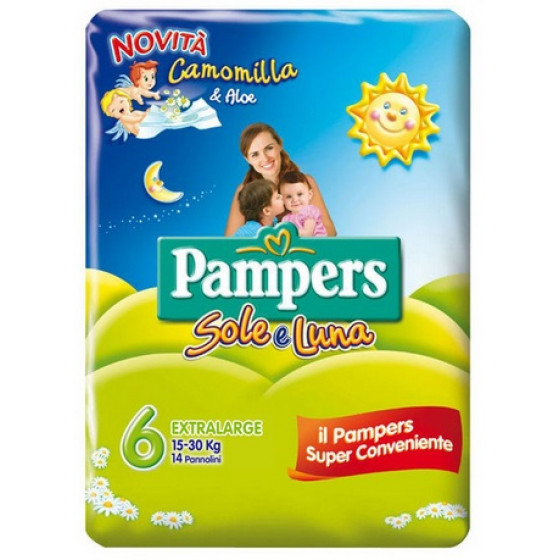 NOVITÀ
Camomilla
& Aloe
Pampers
Sole e Luna
6
EXTRALARGE
15-30 Kg
14 Pannolini
il Pampers
Super Conveniente